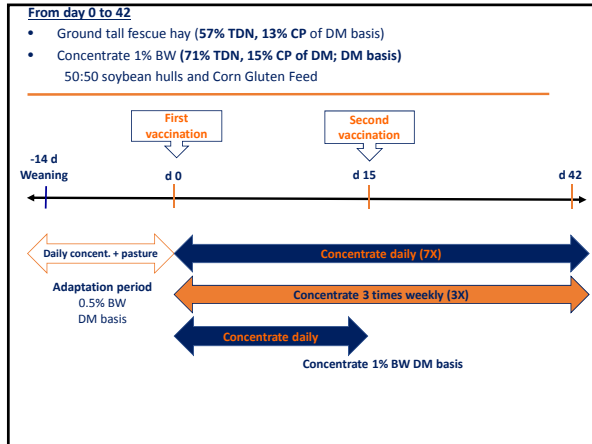 From day 0 to 42
• Ground tall fescue hay (57% TDN, 13% CP of DM basis)
• Concentrate 1% BW (71% TDN, 15% CP of DM; DM basis)
50:50 soybean hulls and Corn Gluten Feed
First
vaccination
Second
vaccination
-14 d
Weaning
d 0
d 15
d 42
Daily concent. + pasture
Concentrate daily (7X)
Adaptation period
0.5% BW
DM basis
Concentrate 3 times weekly (3X)
Concentrate daily
Concentrate 1% BW DM basis